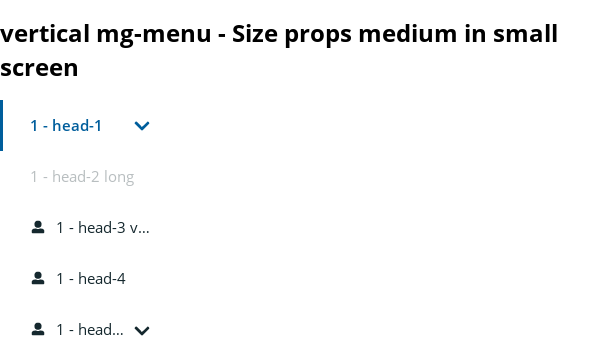 vertical mg-menu - Size props medium in small
screen
1 - head-1
1 - head-2 long
1 - head-3 v...
1 - head-4
1 - head...